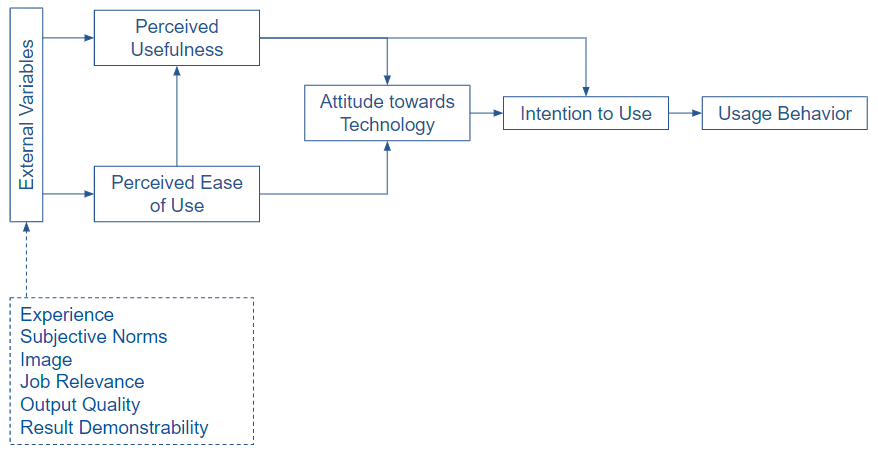 External Variables
Perceived
Usefulness
Perceived Ease
of Use
Attitude towards
Technology
Intention to Use
Usage Behavior
Experience
Subjective Norms
Image
Job Relevance
Output Quality
Result Demonstrability